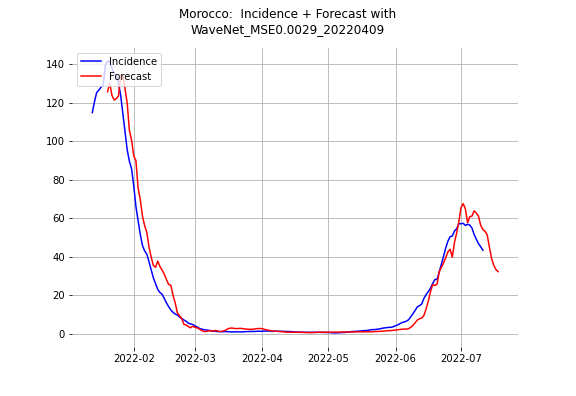 Morocco:  Incidence + Forecast with
WaveNet_MSE0.0029_20220409
Incidence
Forecast
140
120
100
80
60
40
20
0
2022-02 2022-03 2022-04 2022-05 2022-06 2022-07